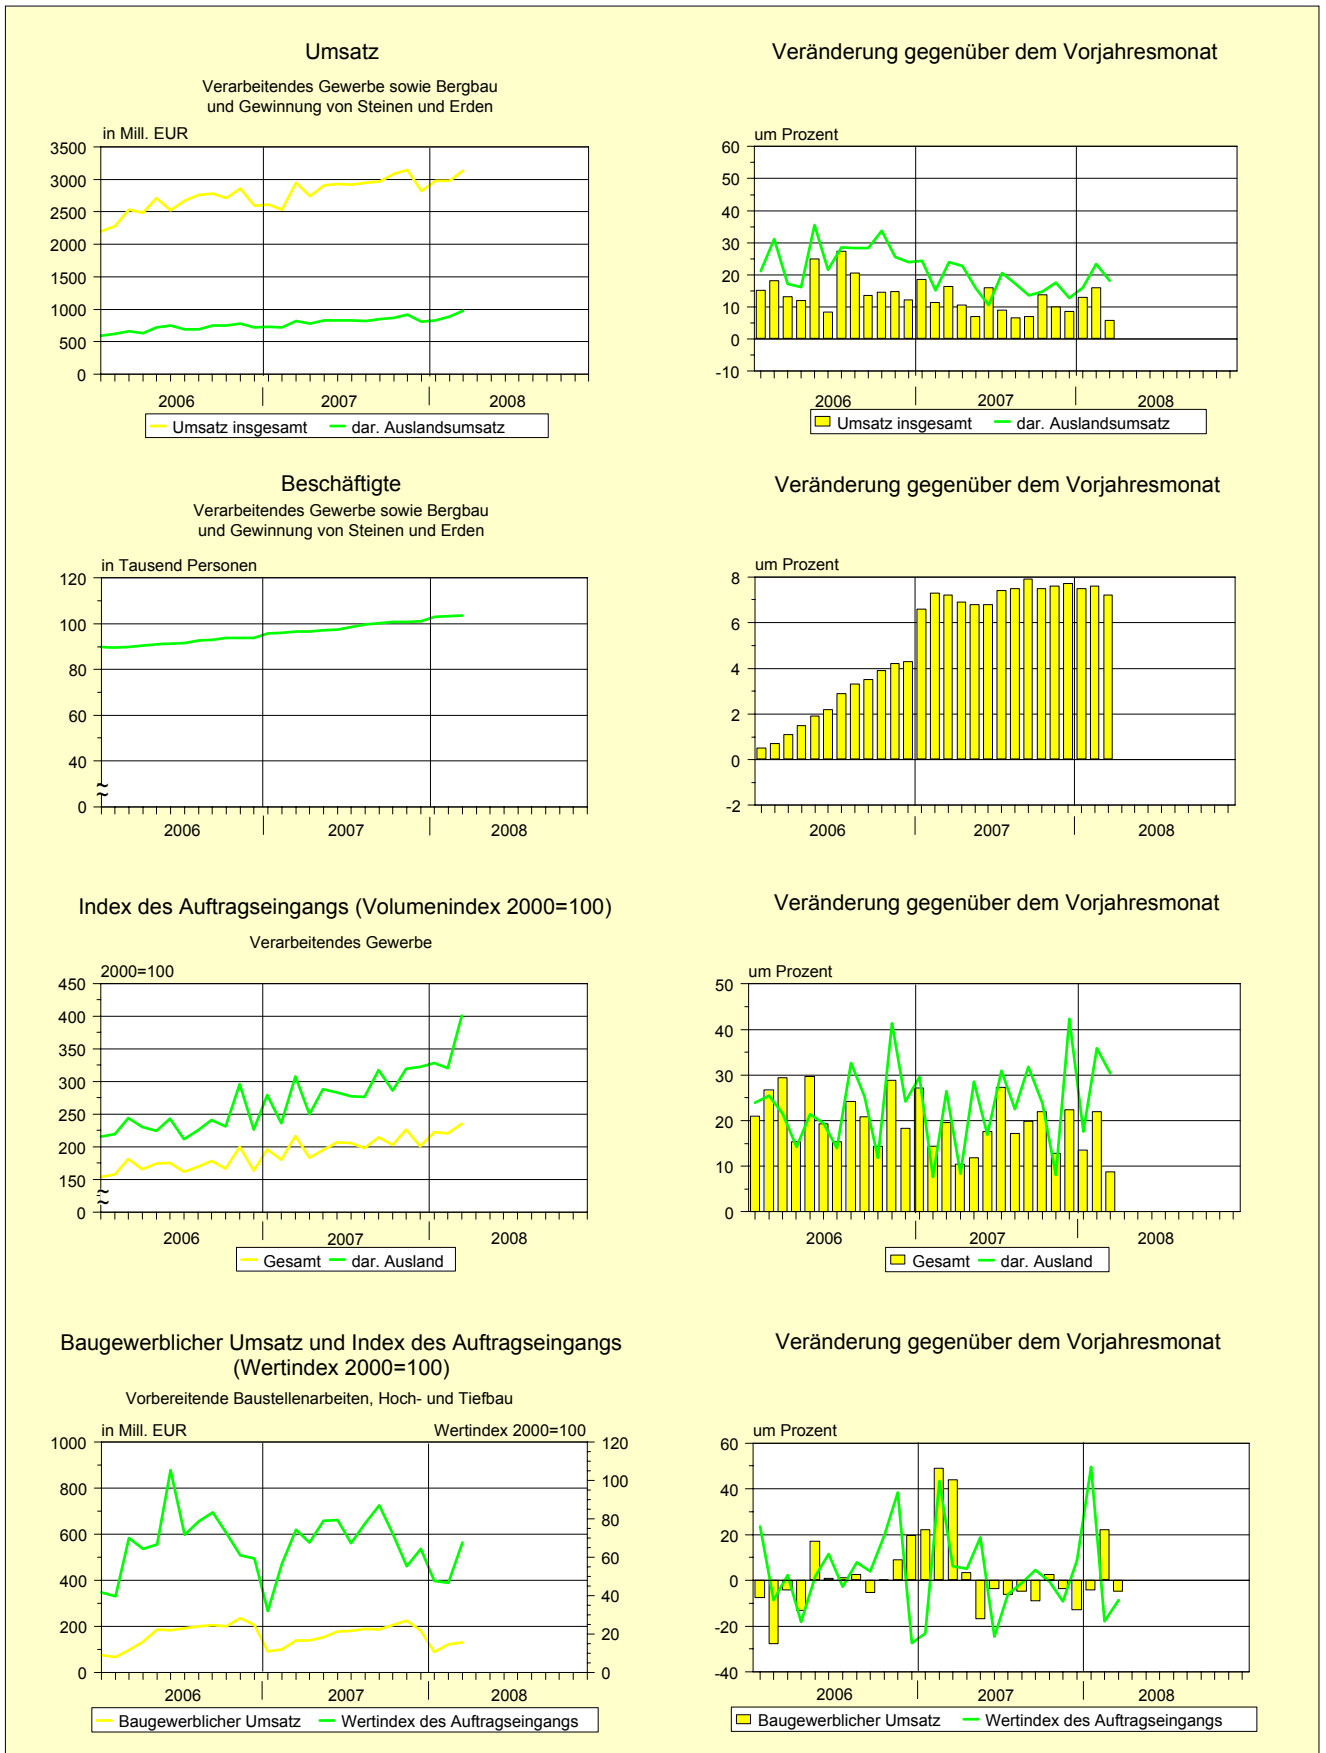 Umsatz
Verarbeitendes Gewerbe sowie Bergbau
und Gewinnung von Steinen und Erden
in Mill. EUR
3500
3000
2500
2000
1500
1000
500
0
2006 2007 2008
Umsatz insgesamt dar. Auslandsumsatz
Veränderung gegenüber dem Vorjahresmonat
um Prozent
60
50
40
30
20
10
0
-10
2006 2007 2008
Umsatz insgesamt dar. Auslandsumsatz
Beschäftigte
Verarbeitendes Gewerbe sowie Bergbau
und Gewinnung von Steinen und Erden
in Tausend Personen
120
100
80
60
40
0
2006 2007 2008
Veränderung gegenüber dem Vorjahresmonat
um Prozent
8
6
4
2
0
-2
2006 2007 2008
Index des Auftragseingangs (Volumenindex 2000=100)
Verarbeitendes Gewerbe
2000=100
450
400
350
300
250
200
150
0
2006 2007 2008
Gesamt dar. Ausland
Veränderung gegenüber dem Vorjahresmonat
um Prozent
50
40
30
20
10
0
2006 2007 2008
Gesamt dar. Ausland
Baugewerblicher Umsatz und Index des Auftragseingangs
(Wertindex 2000=100)
Vorbereitende Baustellenarbeiten, Hoch- und Tiefbau
in Mill. EUR Wertindex 2000=100
1000 120
800 100
600 80
400 60
200 40
0 20
0
2006 2007 2008
Baugewerblicher Umsatz Wertindex des Auftragseingangs
Veränderung gegenüber dem Vorjahresmonat
um Prozent
60
40
20
0
-20
-40
2006 2007 2008
Baugewerblicher Umsatz Wertindex des Auftragseingangs